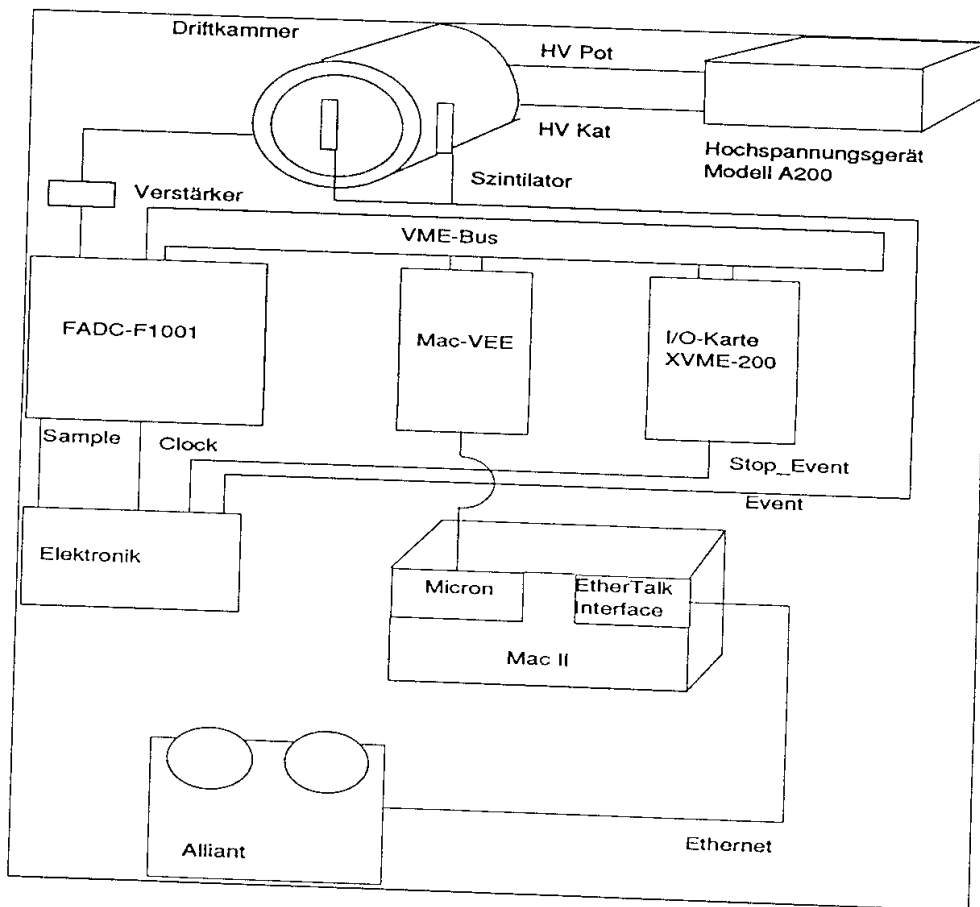 Driftkammer
HV Pot
HV Kat
Hochspannungsgerät
Modell A200
Szintilator
Verstärker
VME-Bus
FADC-F1001
Mac-VEE
I/O-Karte
XVME-200
Sample
Clock
Stop_Event
Event
Elektronik
Micron
EtherTalk
Interface
Mac II
Alliant
Ethernet